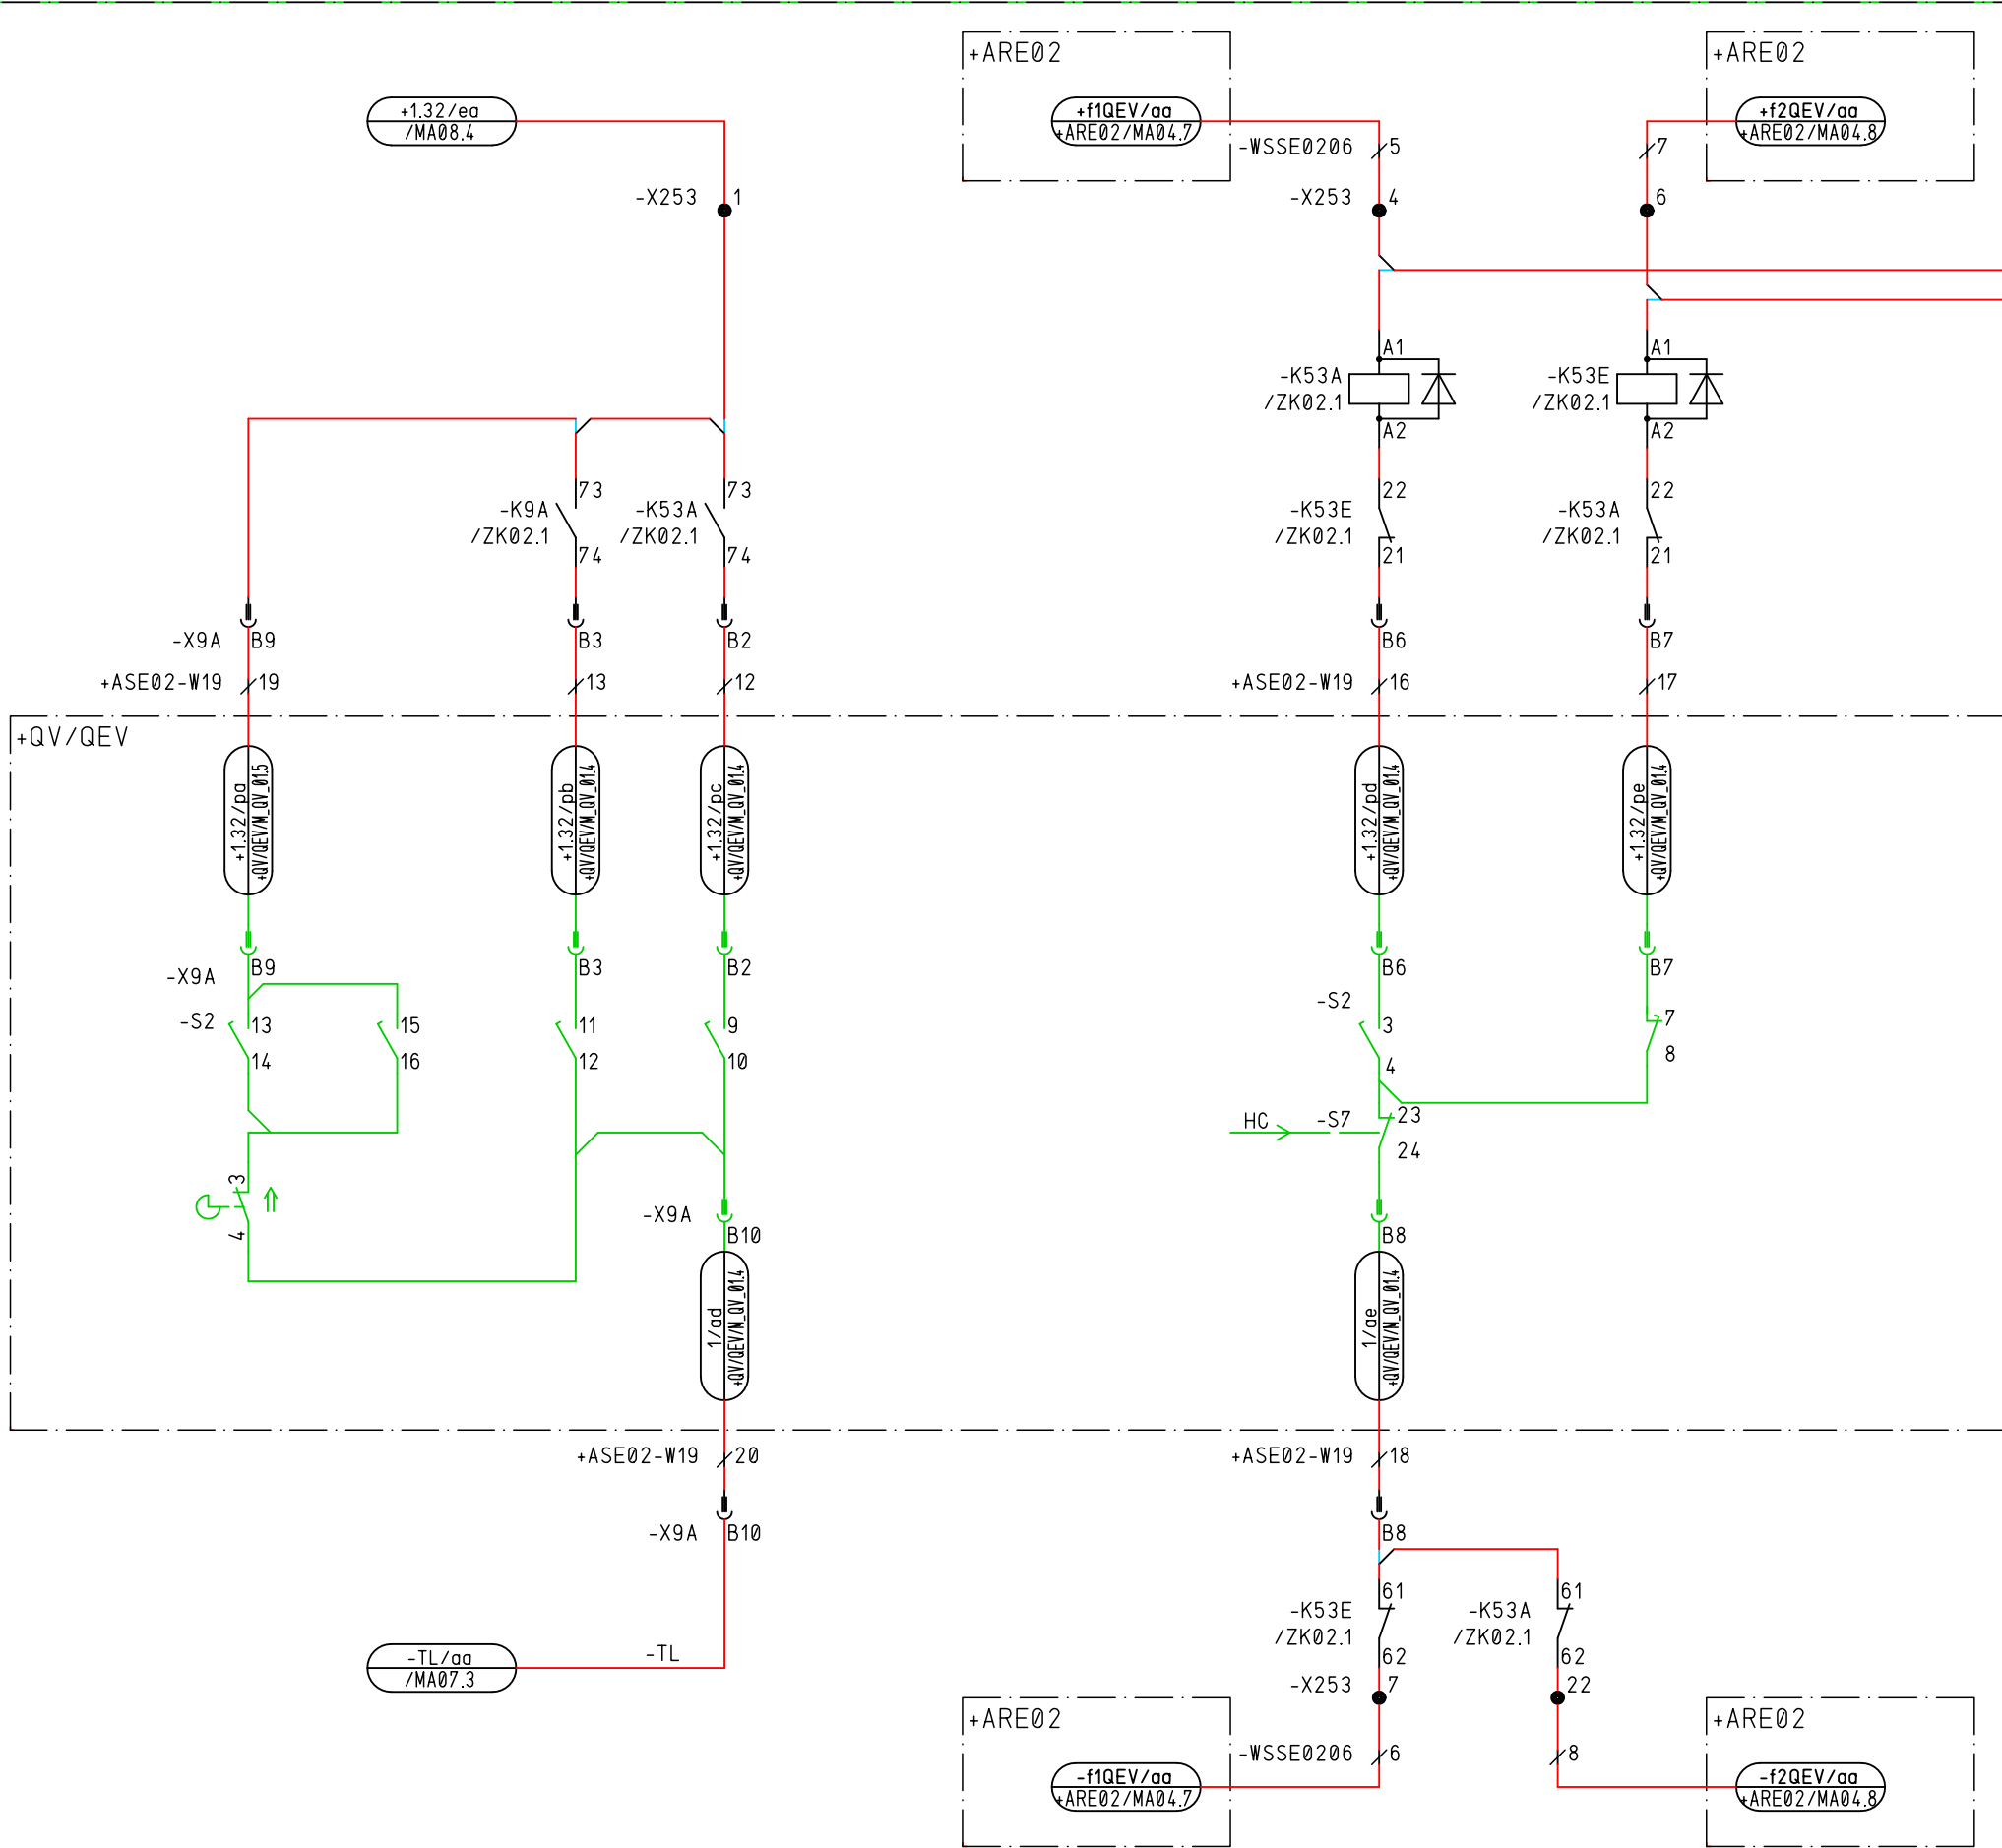 +ARE02
+ARE02
+1.32/ea
/MA08.4
+f1QEV/aa
+ARE02/MA04.7
+f2QEV/aa
+ARE02/MA04.8
-WSSE0206
5
7
-X253
1
-X253
4
6
A1
A1
-K53A
/ZK02.1
-K53E
/ZK02.1
A2
A2
73
73
22
22
-K9A
/ZK02.1
-K53A
/ZK02.1
-K53E
/ZK02.1
-K53A
/ZK02.1
74
74
21
21
-X9A
B9
B3
B2
B6
B7
+ASE02-W19
19
13
12
+ASE02-W19
16
17
+QV/QEV
+1.32/pa
+QV/QEV/M_QV_01.5
+1.32/pb
+QV/QEV/M_QV_01.4
+1.32/pc
+QV/QEV/M_QV_01.4
+1.32/pd
+QV/QEV/M_QV_01.4
+1.32/pe
+QV/QEV/M_QV_01.4
-X9A
B9
B3
B2
B6
B7
-S2
13
14
15
16
11
12
9
10
-S2
3
4
7
8
HC
-S7
23
24
3
4
-X9A
B10
B8
1/ad
+QV/QEV/M_QV_01.4
1/ae
+QV/QEV/M_QV_01.4
+ASE02-W19
20
+ASE02-W19
18
-X9A
B10
B8
61
61
-K53E
/ZK02.1
-K53A
/ZK02.1
62
62
-TL/aa
/MA07.3
-TL
-X253
7
22
+ARE02
+ARE02
-WSSE0206
6
8
-f1QEV/aa
+ARE02/MA04.7
-f2QEV/aa
+ARE02/MA04.8